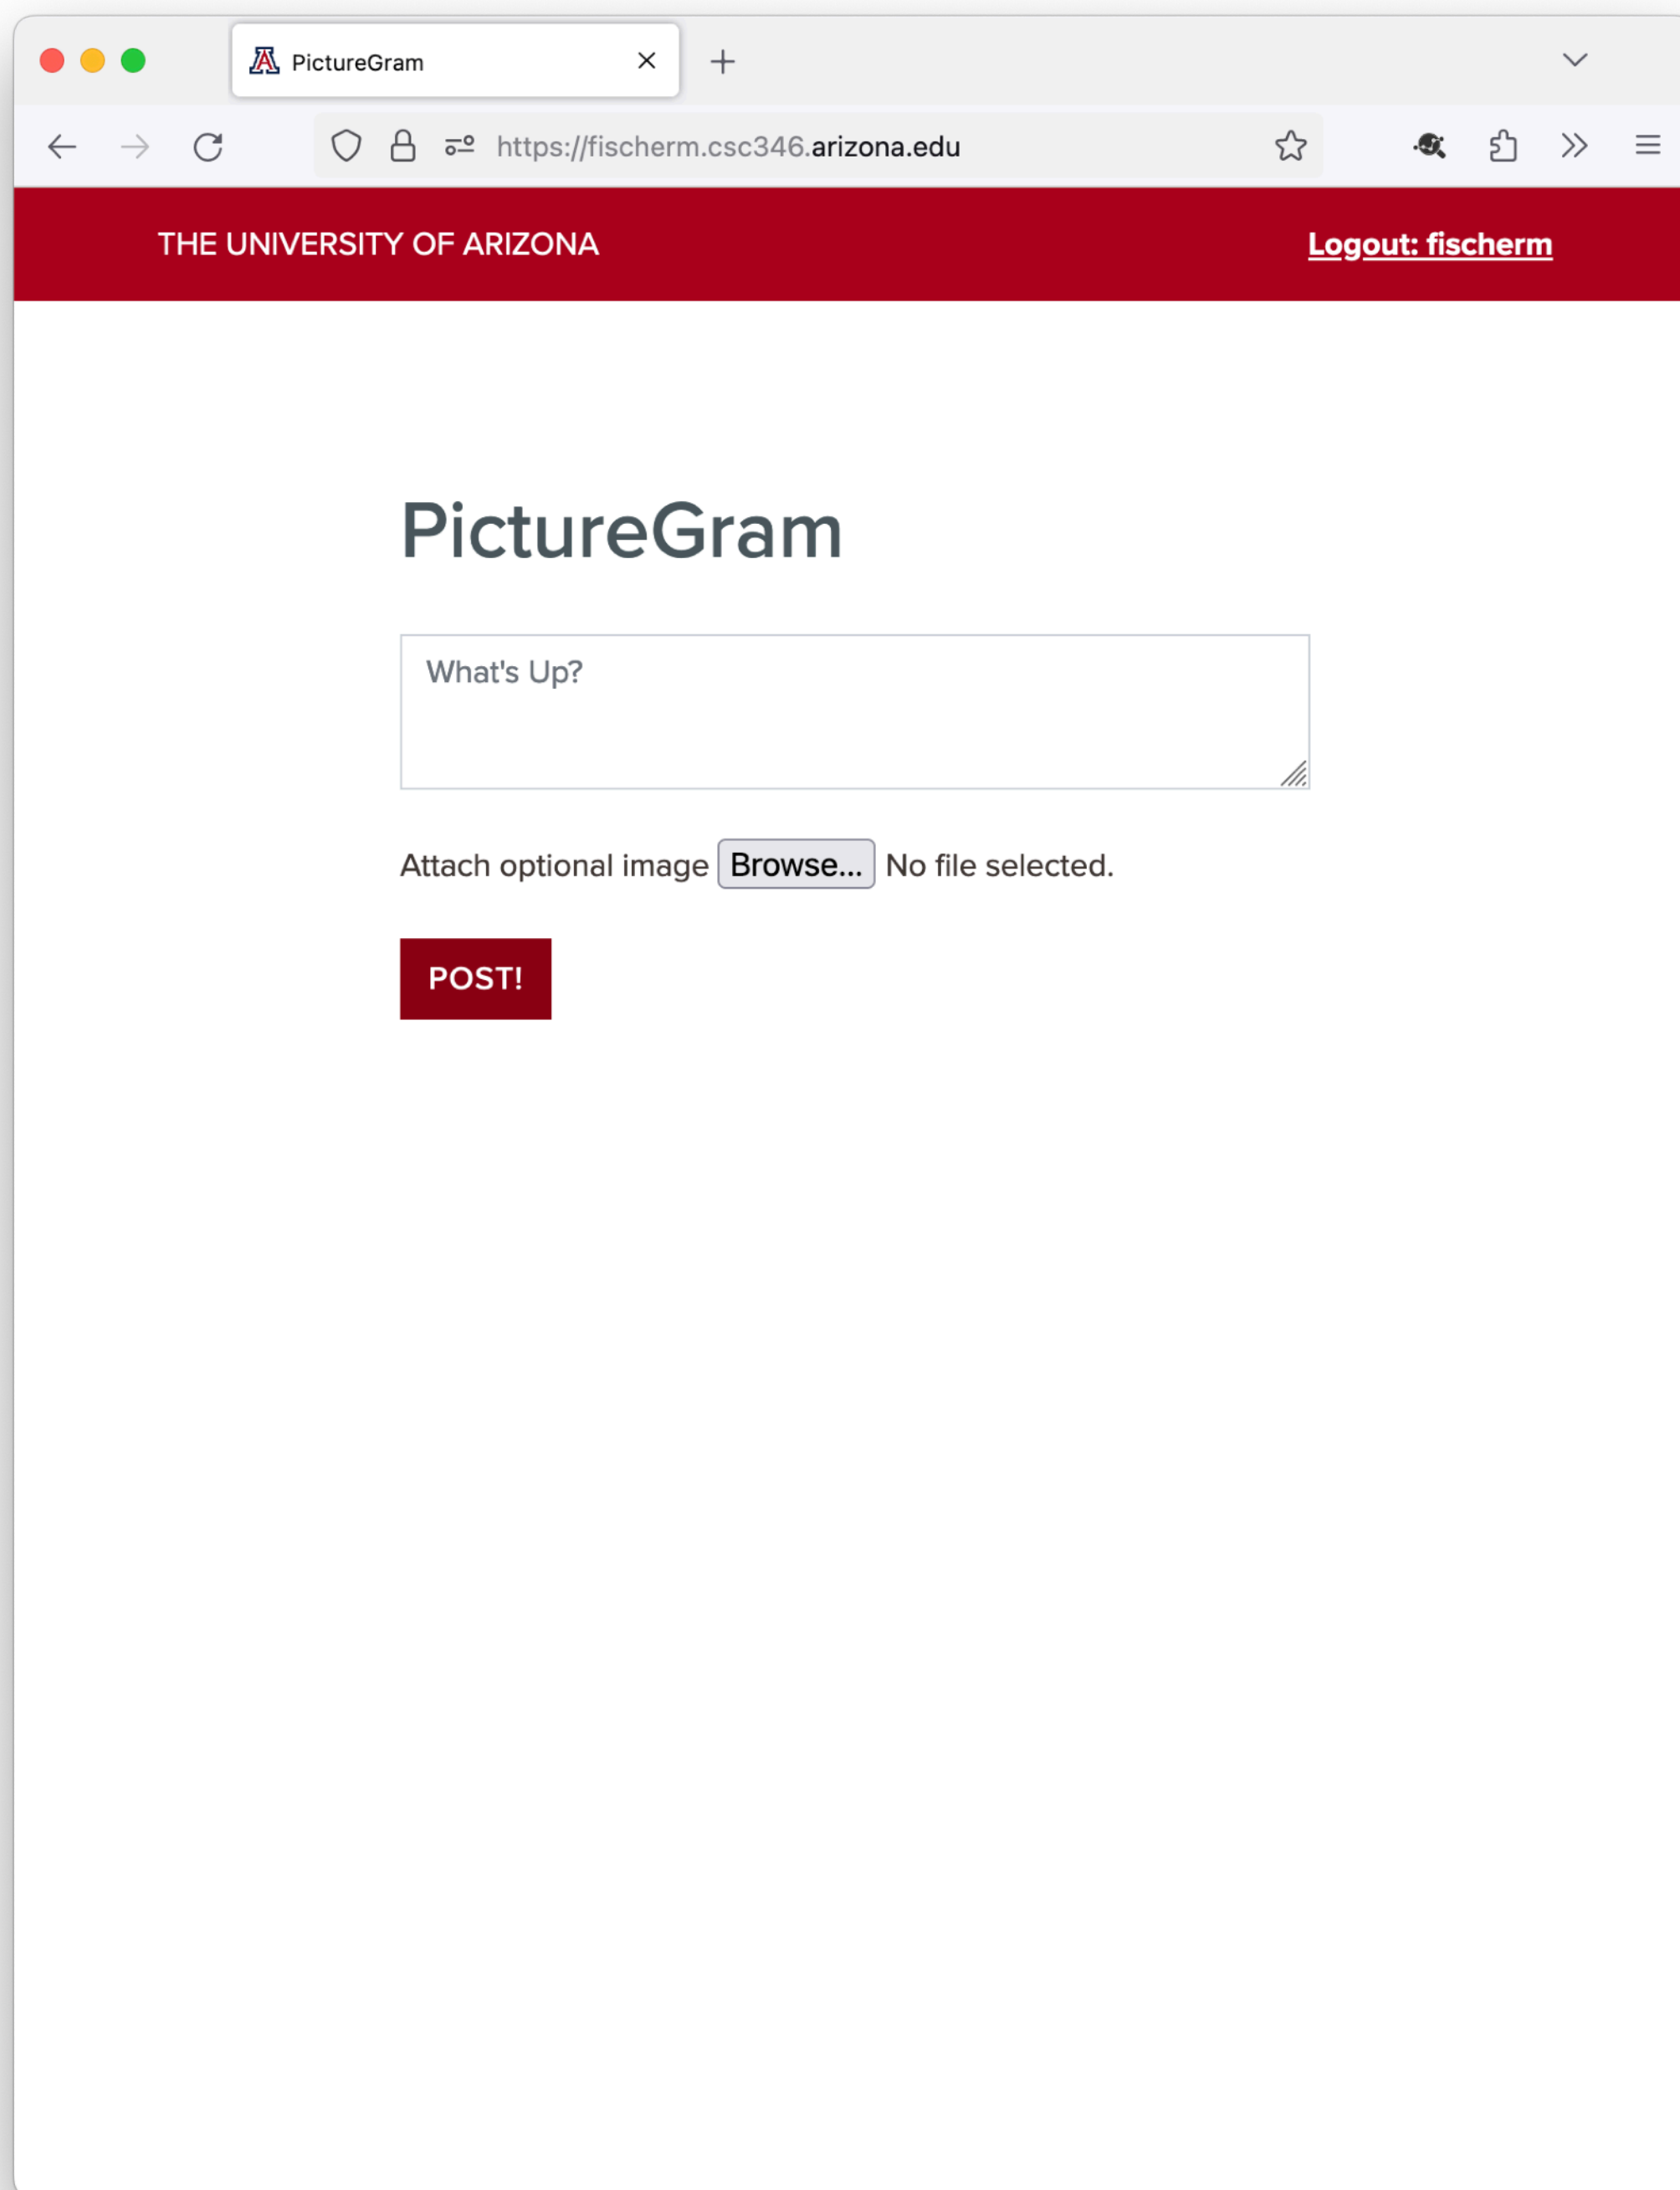 PictureGram
https://fischerm.csc346.arizona.edu
THE UNIVERSITY OF ARIZONA
Logout: fischerm
PictureGram
What's Up?
Attach optional image Browse... No file selected.
POST!